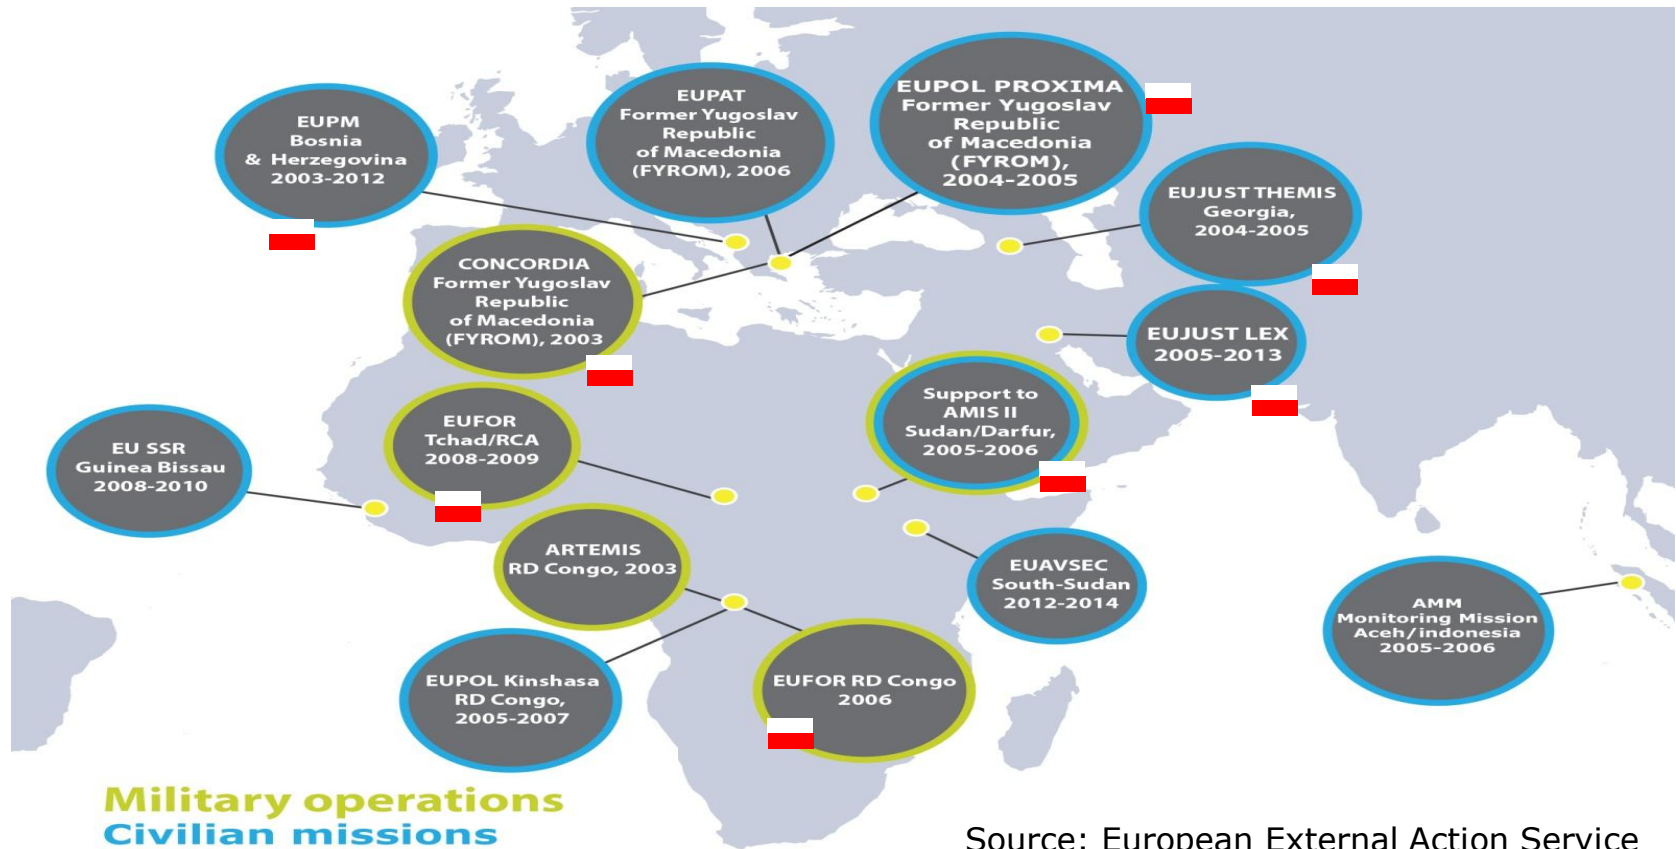 EUPM
Bosnia
& Herzegovina
2003-2012
EUPAT
Former Yugoslav
Republic
of Macedonia
(FYROM), 2006
EUPOL PROXIMA
Former Yugoslav
Republic
of Macedonia
(FYROM),
2004-2005
EUJUST THEMIS
Georgia,
2004-2005
CONCORDIA
Former Yugoslav
Republic
of Macedonia
(FYROM), 2003
EUJUST LEX
2005-2013
EU SSR
Guinea Bissau
2008-2010
EUFOR
Tchad/RCA
2008-2009
Support to
AMIS II
Sudan/Darfur,
2005-2006
ARTEMIS
RD Congo, 2003
EUAVSEC
South-Sudan
2012-2014
AMM
Monitoring Mission
Aceh/indonesia
2005-2006
EUPOL Kinshasa
RD Congo,
2005-2007
EUFOR RD Congo
2006
Military operations
Civilian missions
Source: European External Action Service